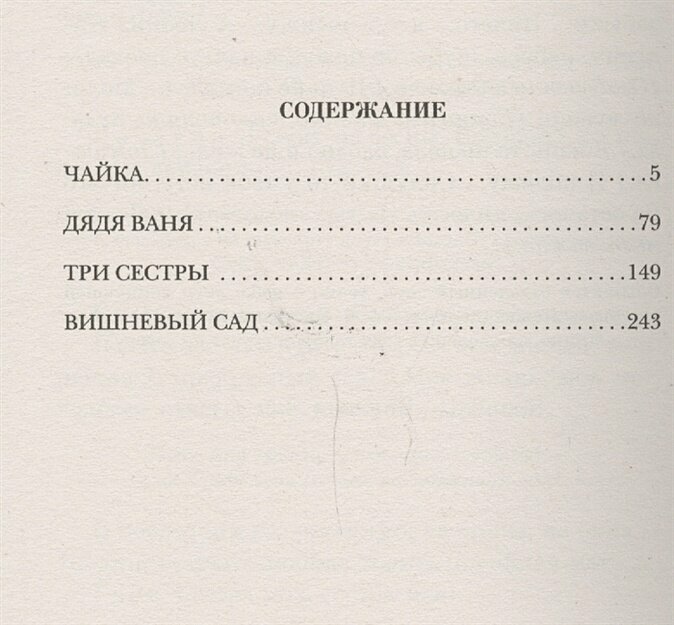 СОДЕРЖАНИЕ
ЧАЙКА. . . . . . . . . . . . . . . . . . . . . . . . . . . . . . . . . . . . . . . 5
ДЯДЯ ВАНЯ . . . . . . . . . . . . . . . . . . . . . . . . . . . . . . . . . . 79
ТРИ СЕСТРЫ . . . . . . . . . . . . . . . . . . . . . . . . . . . . . . . . 149
ВИШНЕВЫЙ САД . . . . . . . . . . . . . . . . . . . . . . . . . . . . . 243